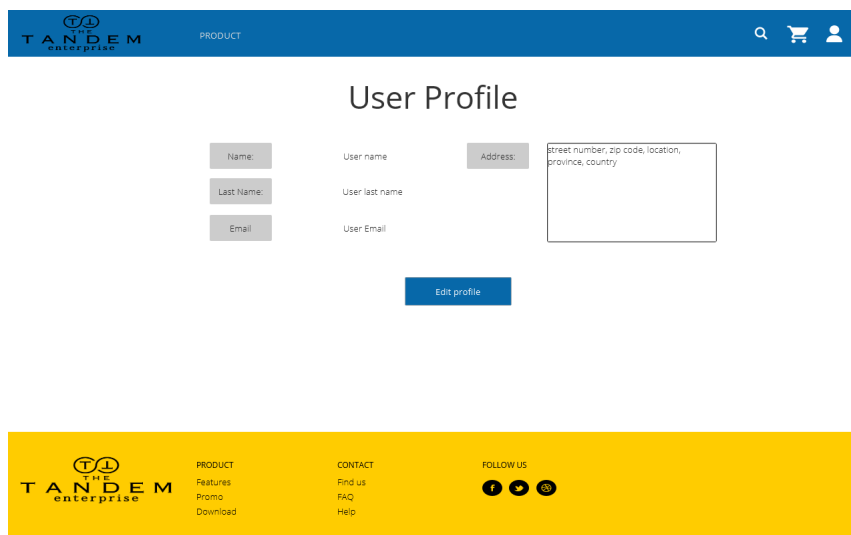 TT
THE
TANDEM
enterprise
PRODUCT
User Profile
Name:
User name
Last Name:
User last name
Email
User Email
Address:
street number, zip code, location,
province, country
Edit profile
TT
THE
TANDEM
enterprise
PRODUCT
Features
Promo
Download
CONTACT
Find us
FAQ
Help
FOLLOW US